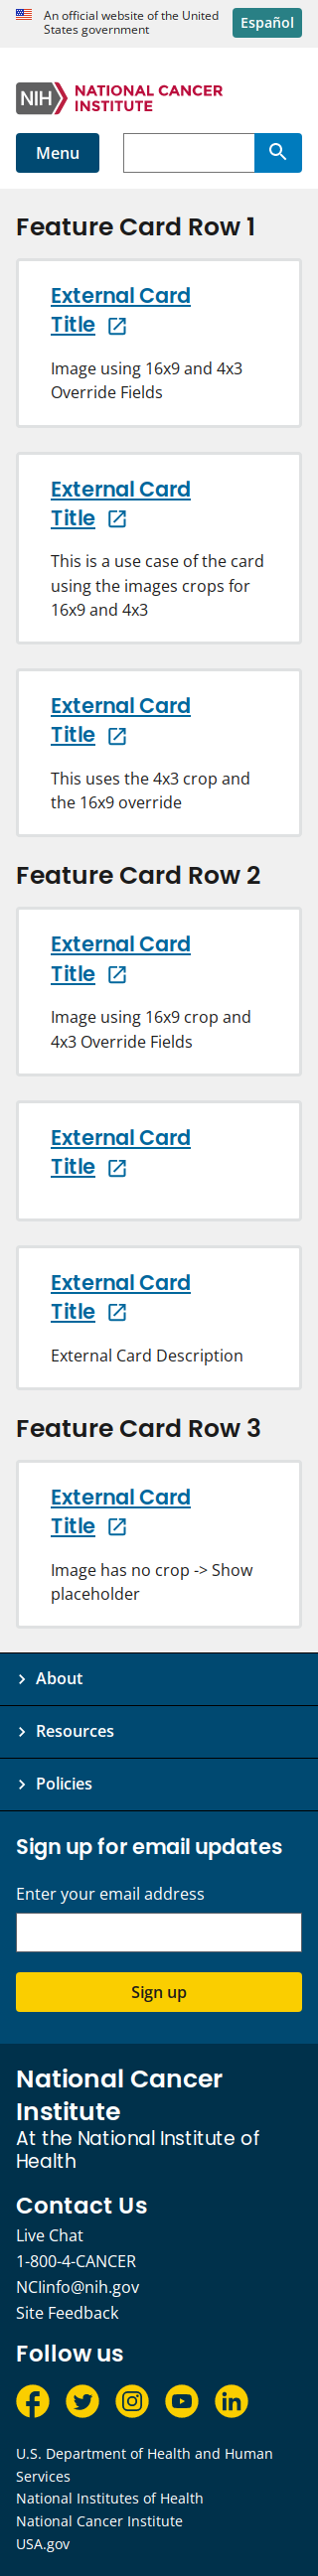 An official website of the United
States government
Español
NIH
NATIONAL CANCER
INSTITUTE
Menu
Feature Card Row 1
External Card
Title
Image using 16x9 and 4x3
Override Fields
External Card
Title
This is a use case of the card
using the images crops for
16x9 and 4x3
External Card
Title
This uses the 4x3 crop and
the 16x9 override
Feature Card Row 2
External Card
Title
Image using 16x9 crop and
4x3 Override Fields
External Card
Title
External Card
Title
External Card Description
Feature Card Row 3
External Card
Title
Image has no crop -> Show
placeholder
About
Resources
Policies
Sign up for email updates
Enter your email address
Sign up
National Cancer
Institute
At the National Institute of
Health
Contact Us
Live Chat
1-800-4-CANCER
NCIinfo@nih.gov
Site Feedback
Follow us
U.S. Department of Health and Human
Services
National Institutes of Health
National Cancer Institute
USA.gov